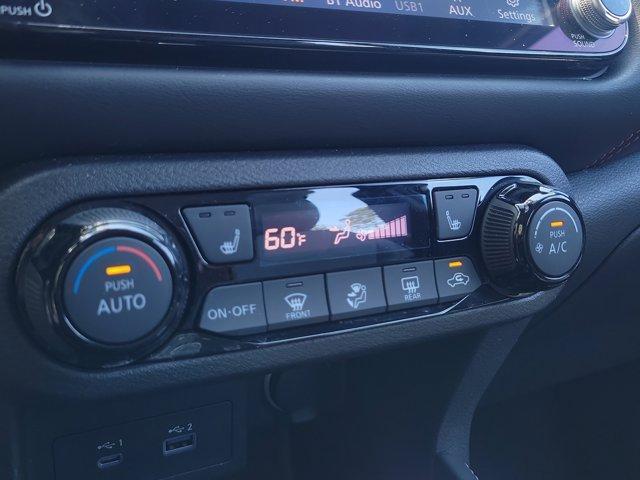 PUSH
BT Audio
USB1
AUX
Settings
PUSH
SOUND
60°F
PUSH
AUTO
ON·OFF
FRONT
REAR
PUSH
A/C
1
2